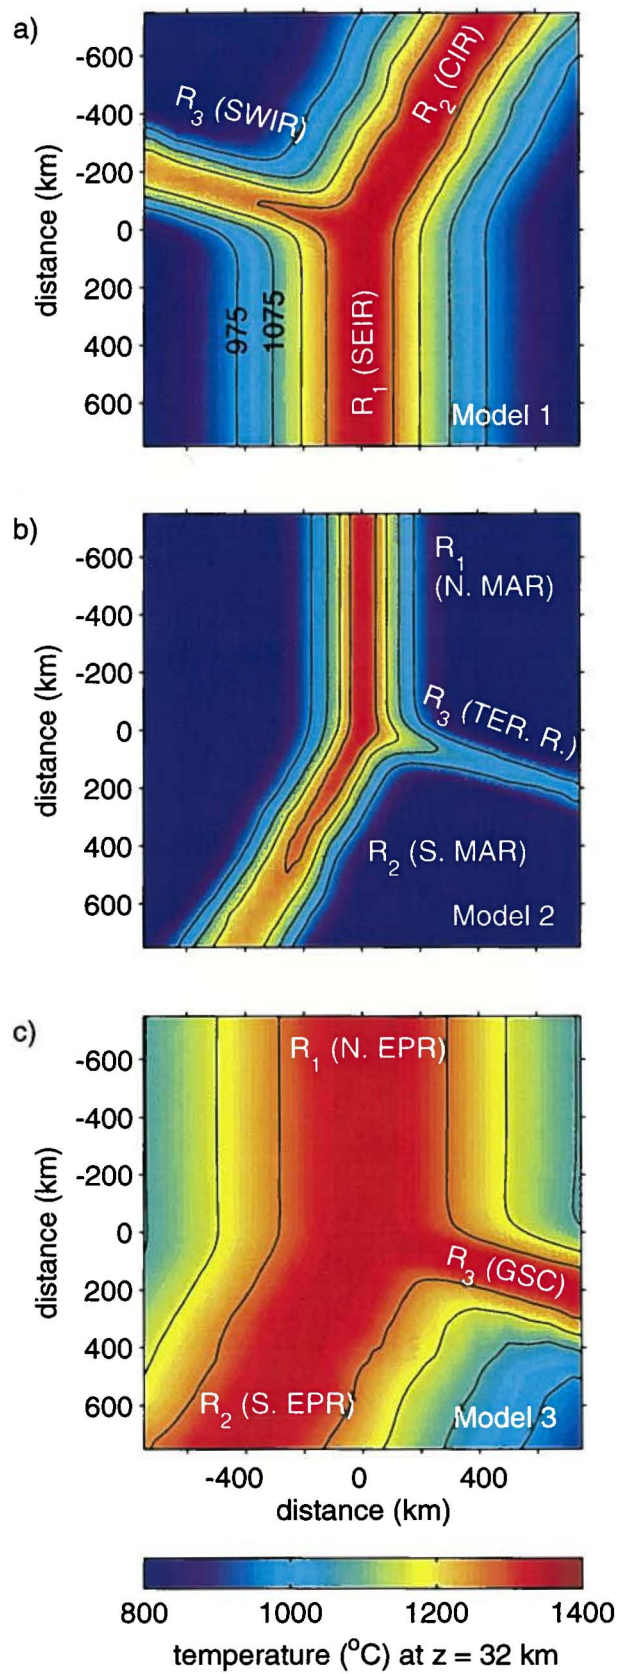 a)
-600
-400
-200
0
200
400
600
distance (km)
R3 (SWIR)
R2 (CIR)
R1 (SEIR)
975
1075
Model 1
b)
-600
-400
-200
0
200
400
600
distance (km)
R1
(N. MAR)
R3 (TER. R.)
R2 (S. MAR)
Model 2
c)
-600
-400
-200
0
200
400
600
distance (km)
R1 (N. EPR)
R3 (GSC)
R2 (S. EPR)
Model 3
-400 0 400
distance (km)
800 1000 1200 1400
temperature (°C) at z = 32 km